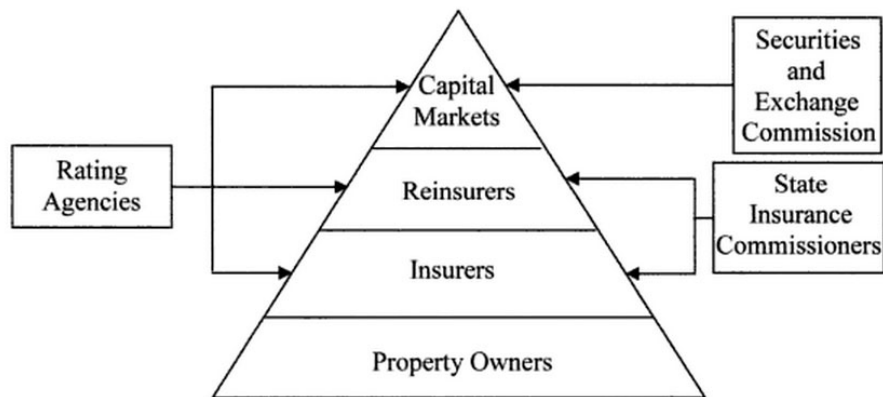 Capital
Markets
Reinsurers
Insurers
Property Owners
Rating
Agencies
Securities
and
Exchange
Commission
State
Insurance
Commissioners